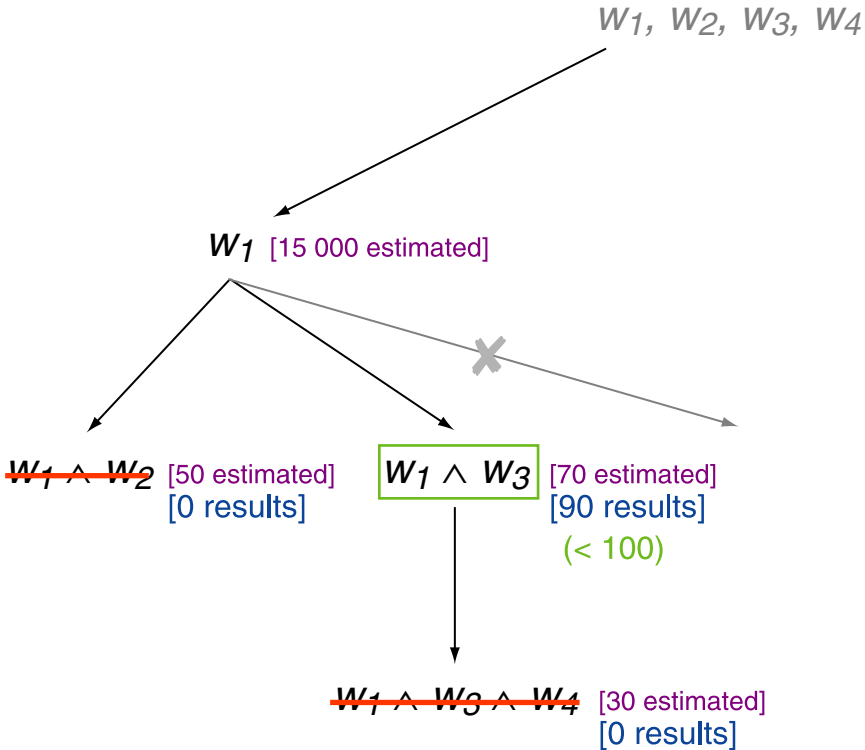 w1, w2, w3, w4
w1 [15 000 estimated]
w1 ∧ w2 [50 estimated]
[0 results]
w1 ∧ w3 [70 estimated]
[90 results]
(< 100)
w1 ∧ w3 ∧ w4 [30 estimated]
[0 results]